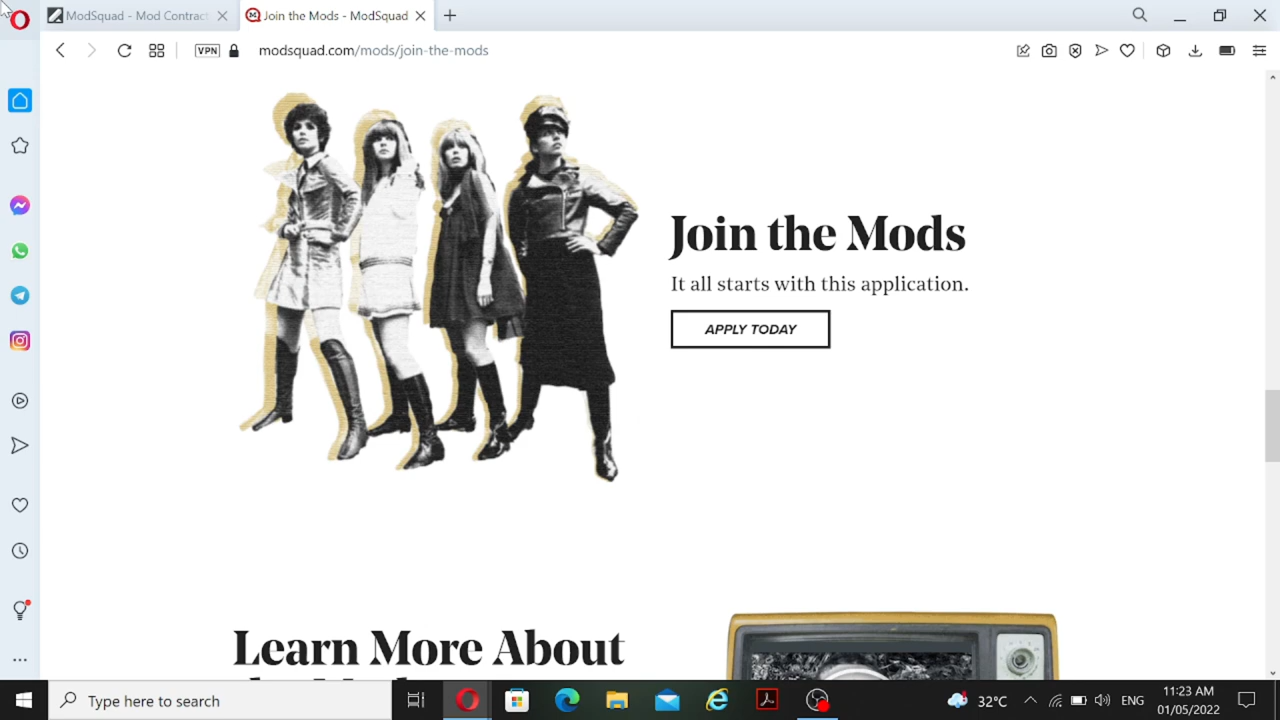 ModSquad - Mod Contract
Join the Mods - ModSquad
VPN
modsquad.com/mods/join-the-mods
Join the Mods
It all starts with this application.
APPLY TODAY
Learn More About
Type here to search
32°C
ENG
11:23 AM
01/05/2022